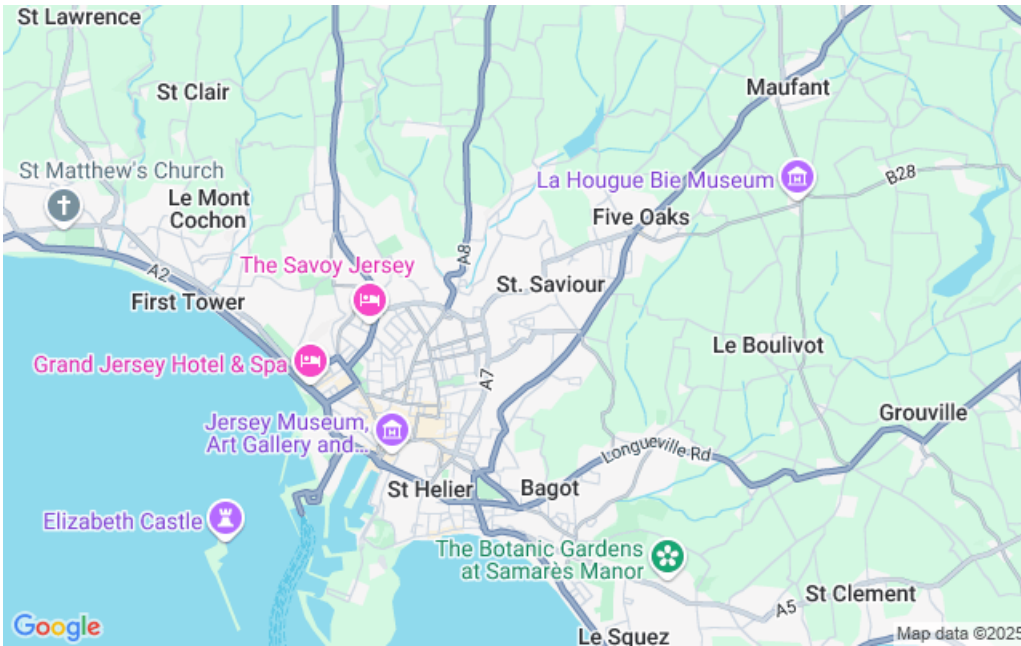 St Lawrence
St Clair
Maufant
St Matthew's Church
La Hougue Bie Museum
B28
Le Mont
Cochon
Five Oaks
A8
The Savoy Jersey
A2
St. Saviour
First Tower
Le Boulivot
Grand Jersey Hotel & Spa
A7
Grouville
Jersey Museum,
Art Gallery and...
Longueville Rd
St Helier
Bagot
Elizabeth Castle
The Botanic Gardens
at Samarès Manor
St Clement
A5
Google
Le Squez
Map data ©2025